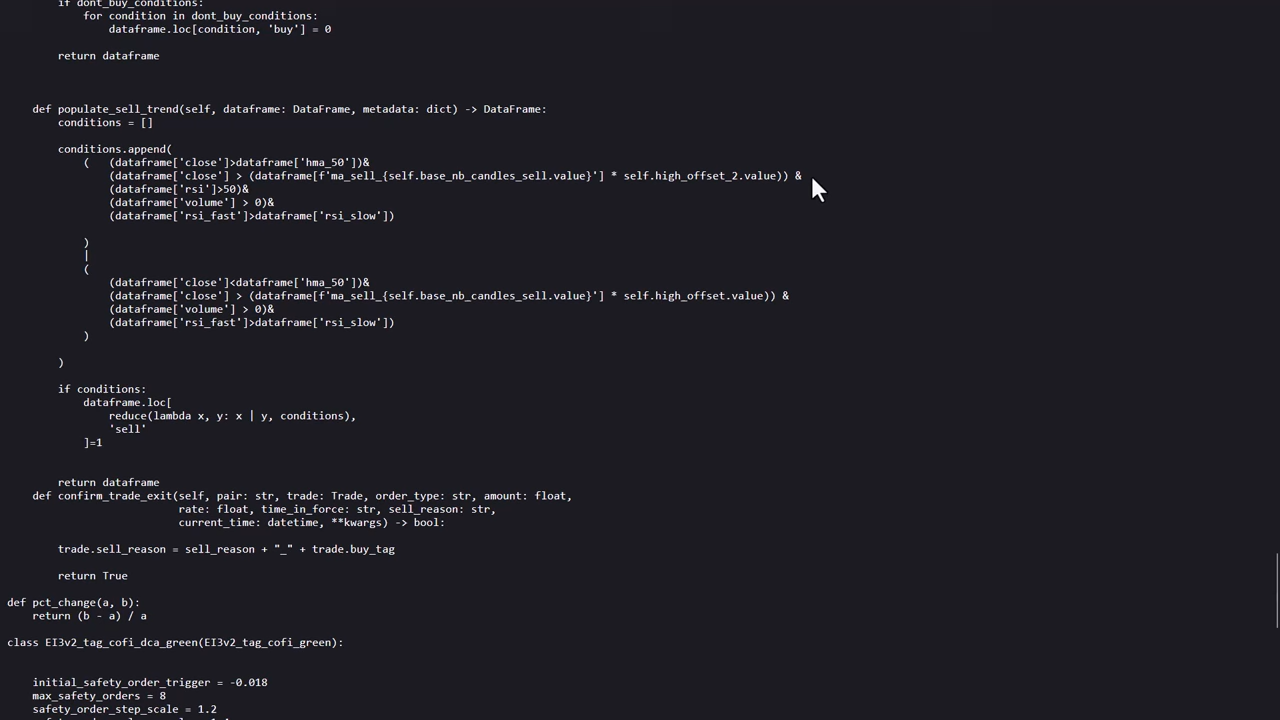 if dont_buy_conditions:
for condition in dont_buy_conditions:
dataframe.loc[condition, 'buy'] = 0
return dataframe
def populate_sell_trend(self, dataframe: DataFrame, metadata: dict) -> DataFrame:
conditions = []
conditions.append(
(   (dataframe['close']>dataframe['hma_50'])&
(dataframe['close'] > (dataframe[f'ma_sell_{self.base_nb_candles_sell.value}'] * self.high_offset_2.value)) &
(dataframe['rsi']>50)&
(dataframe['volume'] > 0)&
(dataframe['rsi_fast']>dataframe['rsi_slow'])
)
|
(
(dataframe['close']<dataframe['hma_50'])&
(dataframe['close'] > (dataframe[f'ma_sell_{self.base_nb_candles_sell.value}'] * self.high_offset.value)) &
(dataframe['volume'] > 0)&
(dataframe['rsi_fast']>dataframe['rsi_slow'])
)
)
if conditions:
dataframe.loc[
reduce(lambda x, y: x | y, conditions),
'sell'
]=1
return dataframe
def confirm_trade_exit(self, pair: str, trade: Trade, order_type: str, amount: float,
rate: float, time_in_force: str, sell_reason: str,
current_time: datetime, **kwargs) -> bool:
trade.sell_reason = sell_reason + "_" + trade.buy_tag
return True
def pct_change(a, b):
return (b - a) / a
class EI3v2_tag_cofi_dca_green(EI3v2_tag_cofi_green):
initial_safety_order_trigger = -0.018
max_safety_orders = 8
safety_order_step_scale = 1.2